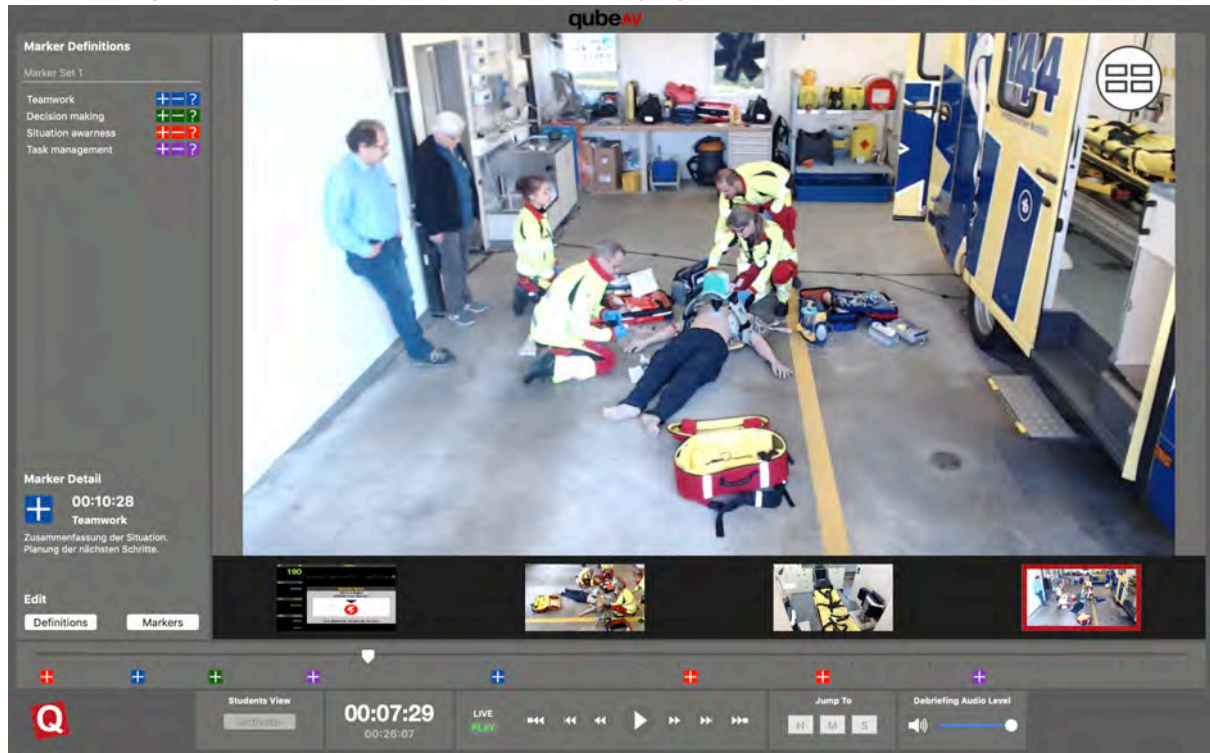 qubeAV
Marker Definitions
Marker Set 1
Teamwork
Decision making
Situation awarness
Task management
144
Marker Detail
00:10:28
Teamwork
Zusammenfassung der Situation.
Planung der nächsten Schritte.
Edit
Definitions
Markers
190
Students View
Activate
00:07:29
00:26:07
LIVE
PLAY
Jump To
H M S
Debriefing Audio Level
Q